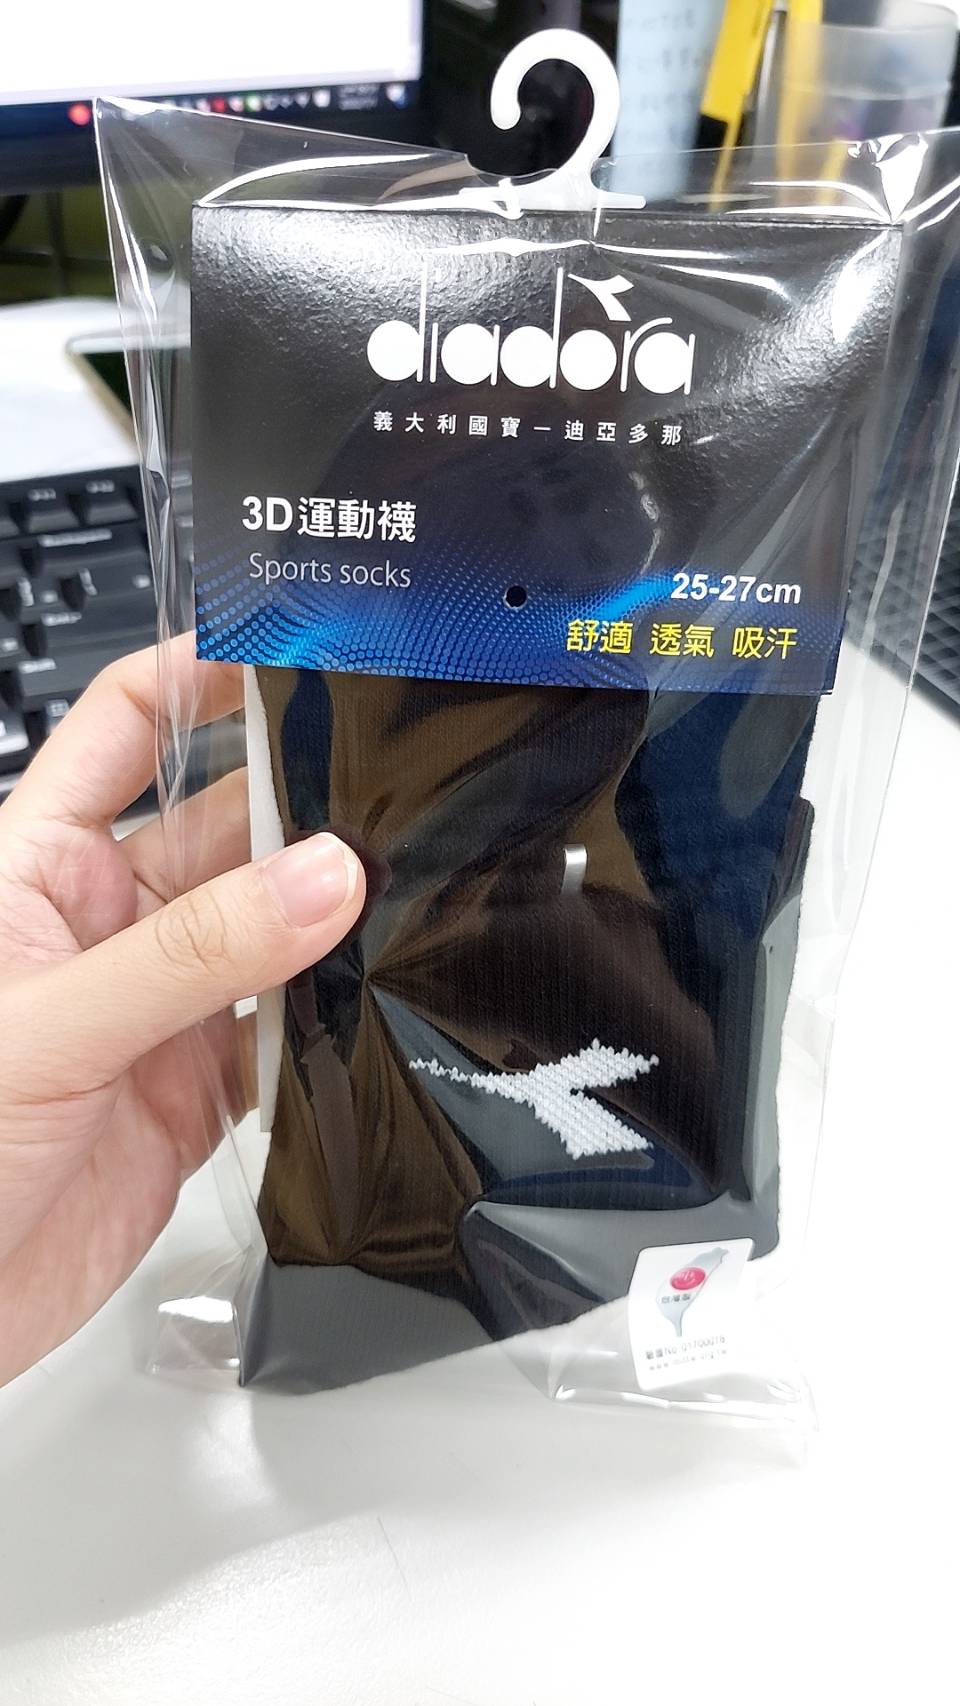 diadora
義大利國寶－迪亞多那
3D運動襪
Sports socks
25-27cm
舒適 透氣 吸汗